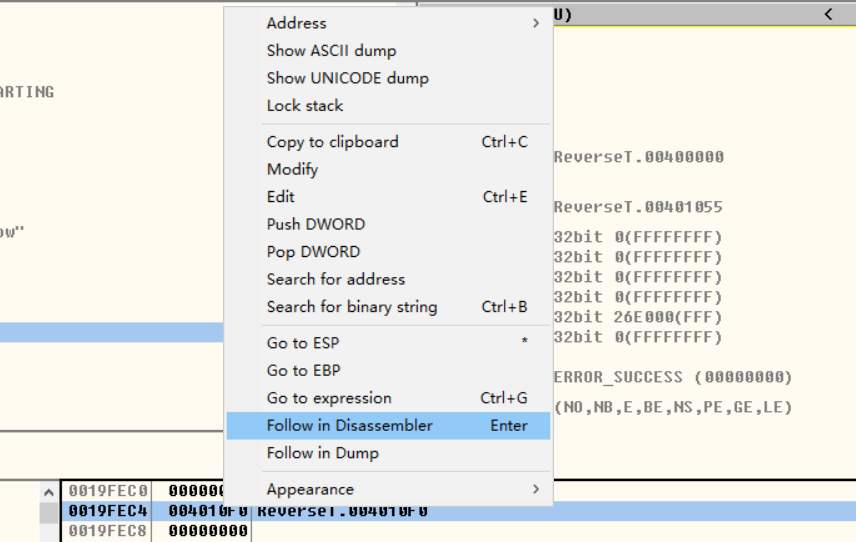 U)
Address
Show ASCII dump
Show UNICODE dump
Lock stack
ARTING
Copy to clipboard Ctrl+C
Modify
ReverseT.00400000
Edit Ctrl+E
ReverseT.00401055
Push DWORD
ow"
32bit 0(FFFFFFFF)
Pop DWORD
32bit 0(FFFFFFFF)
Search for address
32bit 0(FFFFFFFF)
32bit 0(FFFFFFFF)
Search for binary string Ctrl+B
32bit 26E000(FFF)
32bit 0(FFFFFFFF)
Go to ESP *
Go to EBP
ERROR_SUCCESS (00000000)
Go to expression Ctrl+G
(NO,NB,E,BE,NS,PE,GE,LE)
Follow in Disassembler Enter
Follow in Dump
Appearance
0019FEC0 000000
0019FEC4 004010F0 ReverseT.004010F0
0019FEC8 00000000